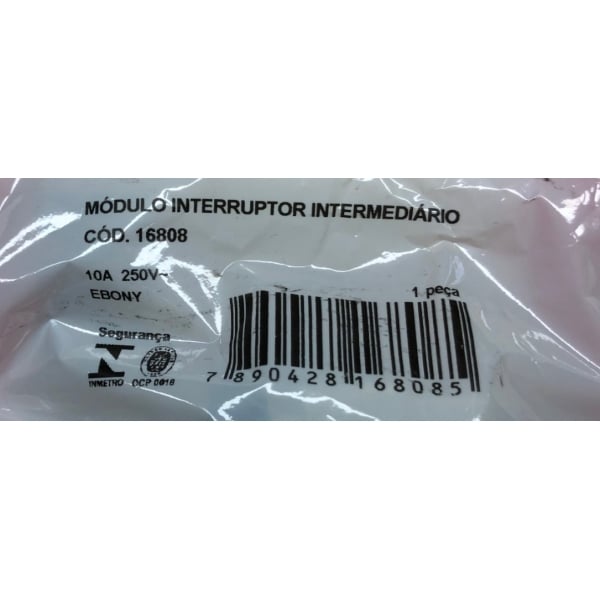 MÓDULO INTERRUPTOR INTERMEDIÁRIO
CÓD. 16808
10A 250V~
EBONY
1 peça
Segurança
INMETRO OCP 0018
7 890428 168085